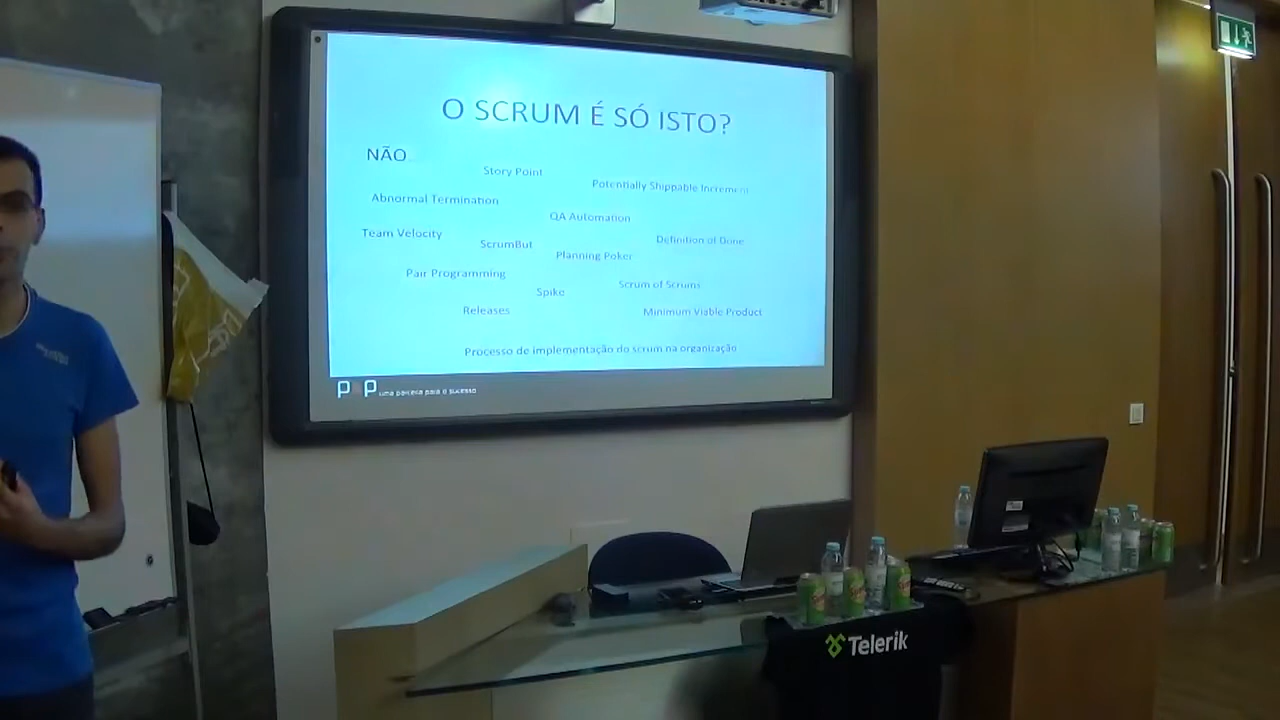 O SCRUM É SÓ ISTO?
NÃO
Story Point
Potentially Shippable Increment
Abnormal Termination
QA Automation
Team Velocity
ScrumBut
Definition of Done
Planning Poker
Pair Programming
Scrum of Scrums
Spike
Releases
Minimum Viable Product
Processo de implementação do scrum na organização
uma parceria para o sucesso
Telerik